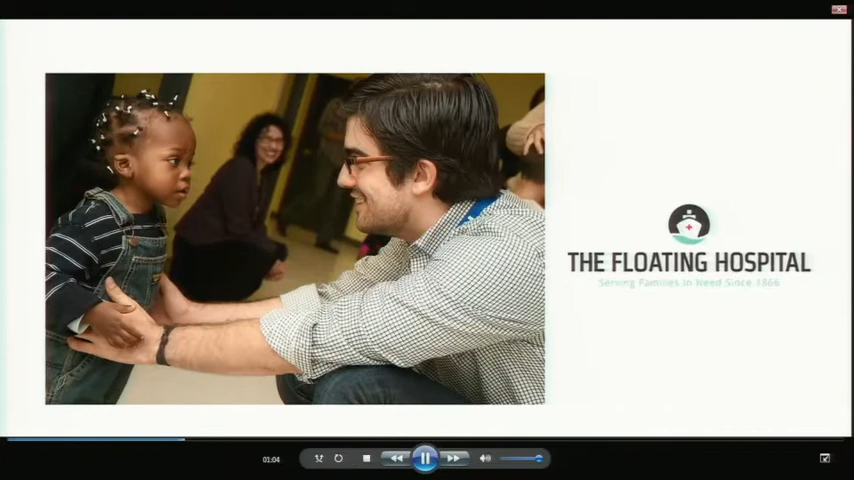 THE FLOATING HOSPITAL
Serving Families In Need Since 1866
01:04